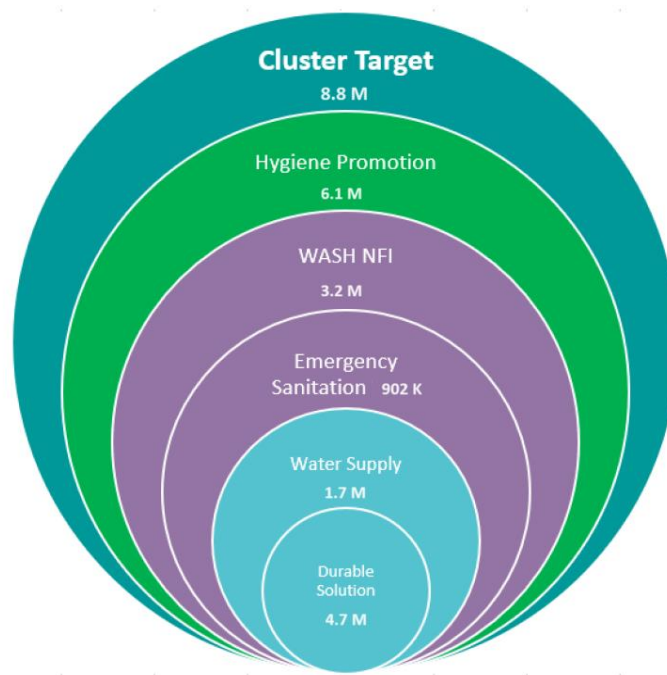 Cluster Target
8.8 M
Hygiene Promotion
6.1 M
WASH NFI
3.2 M
Emergency
Sanitation 902 K
Water Supply
1.7 M
Durable
Solution
4.7 M